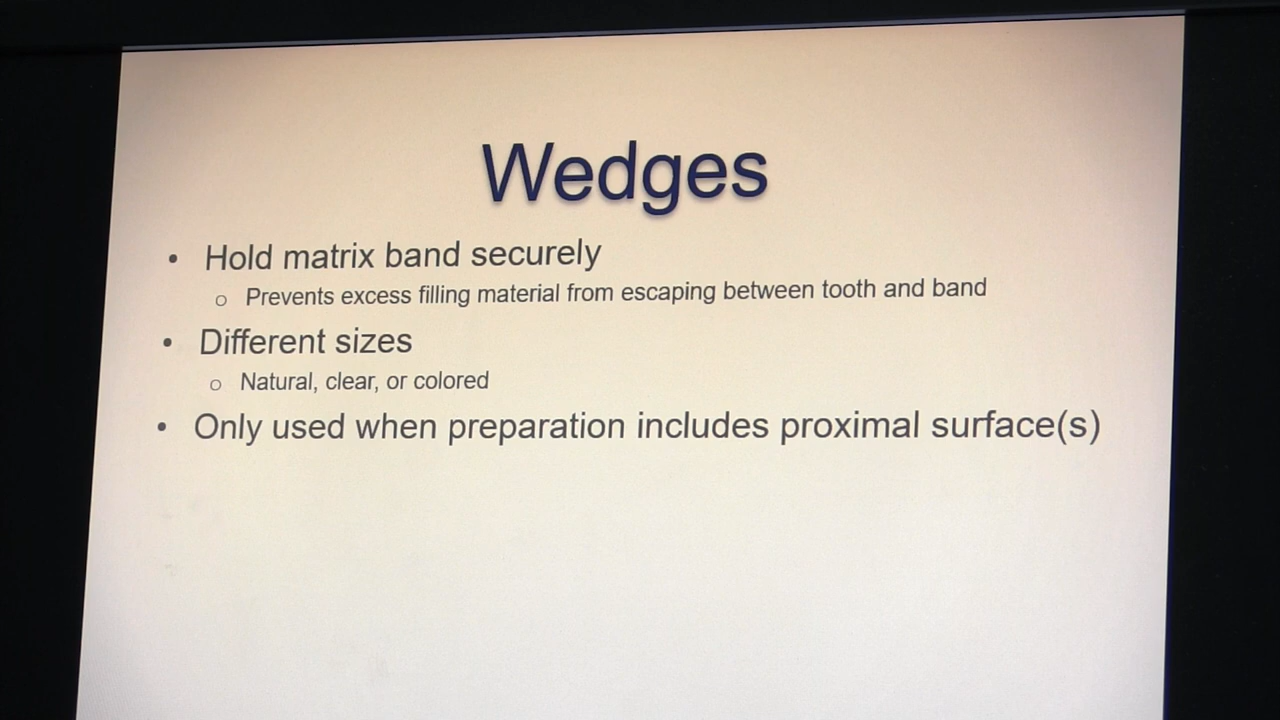 Wedges
• Hold matrix band securely
o Prevents excess filling material from escaping between tooth and band
• Different sizes
o Natural, clear, or colored
• Only used when preparation includes proximal surface(s)